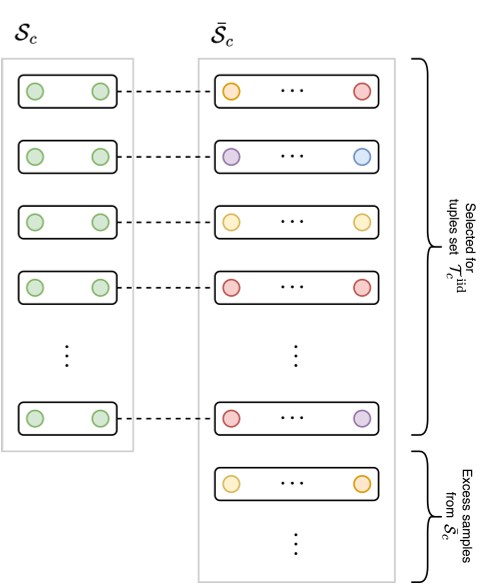 𝒮_c
𝒮̄_c
Selected for
tuples set 𝒯_c^iid
Excess samples
from 𝒮̄_c